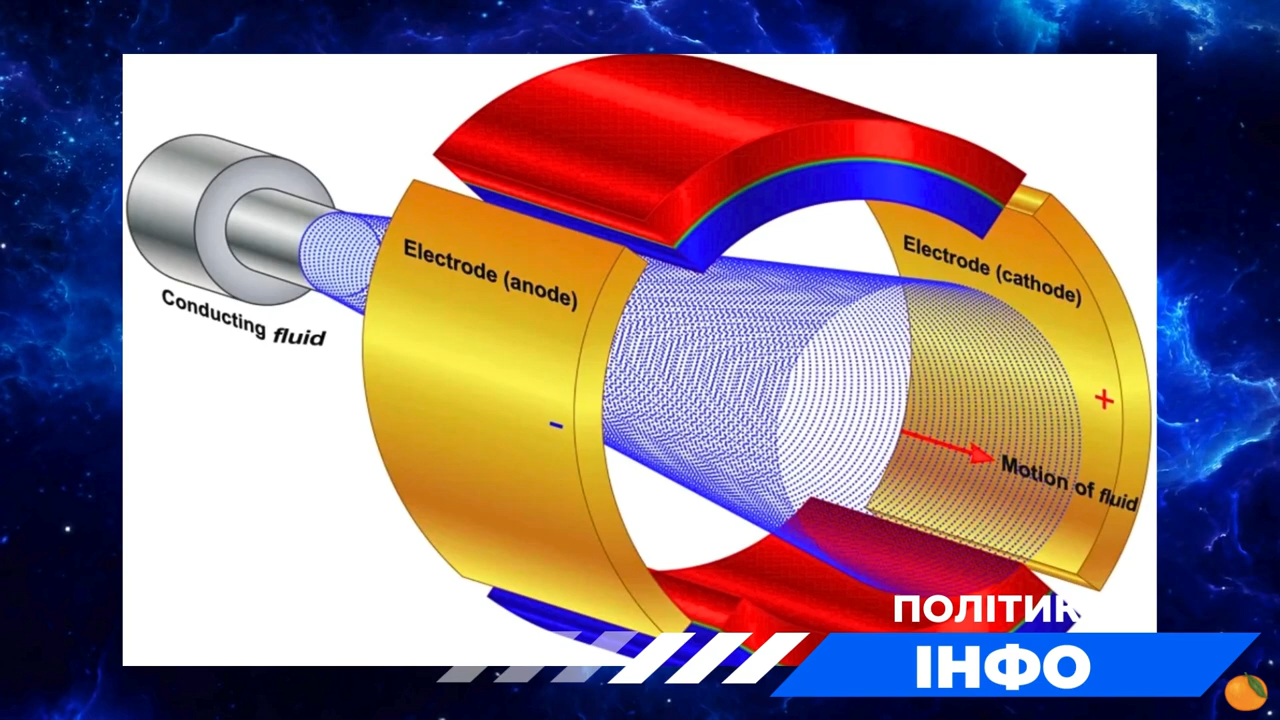 Electrode (anode)
Electrode (cathode)
Conducting fluid
-
+
Motion of fluid
ІНФО